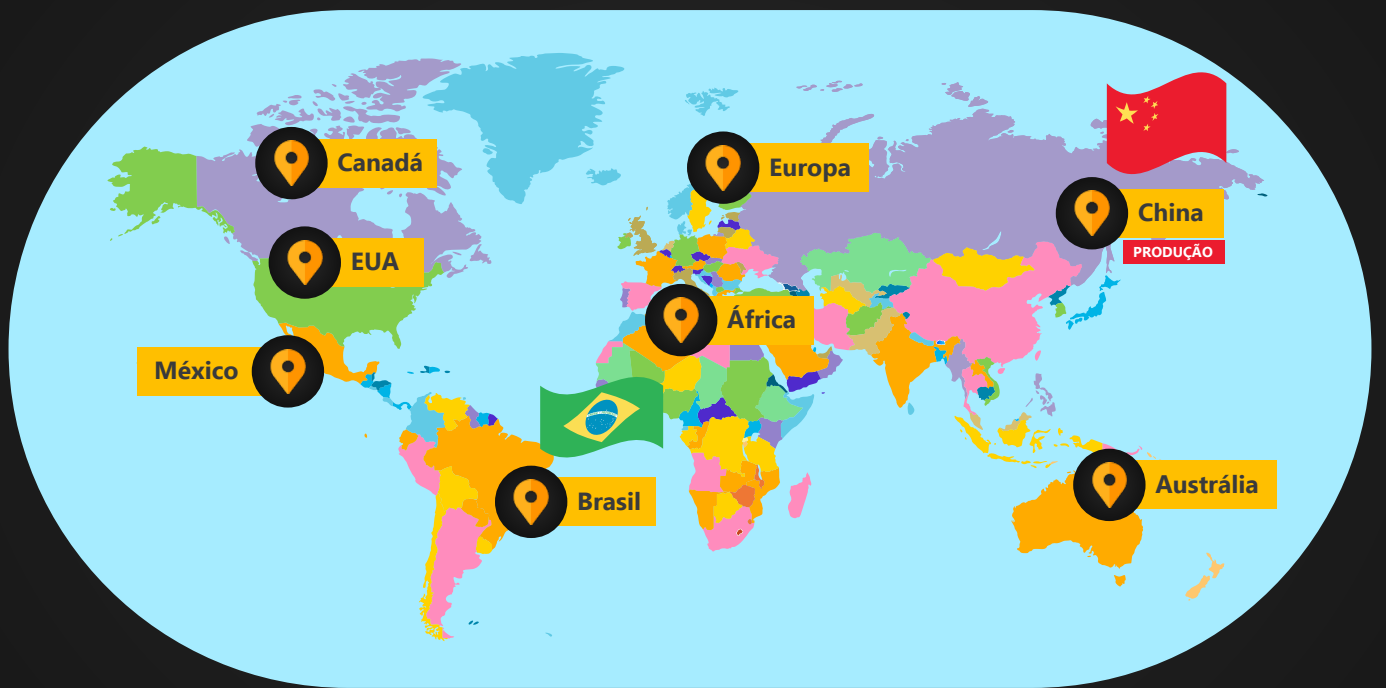 Canadá
Europa
China
PRODUÇÃO
EUA
África
México
Brasil
Austrália